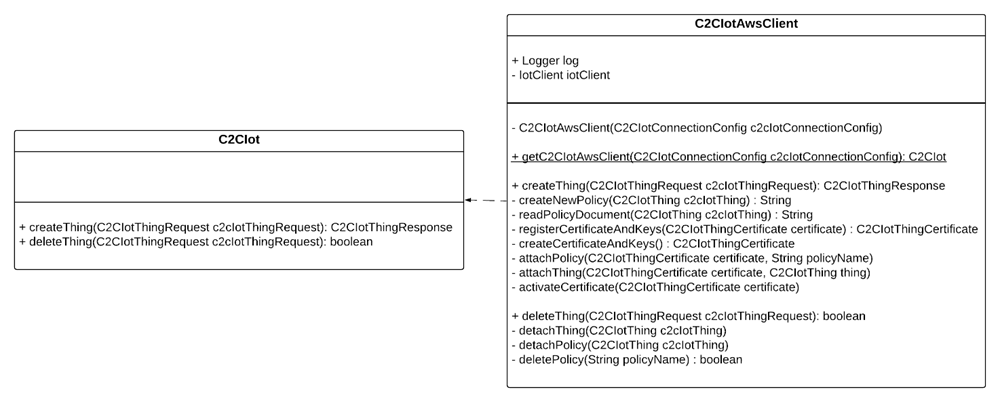 C2CIot
+ createThing(C2CIotThingRequest c2cIotThingRequest): C2CIotThingResponse
+ deleteThing(C2CIotThingRequest c2cIotThingRequest): boolean
C2CIotAwsClient
+ Logger log
- IotClient iotClient
- C2CIotAwsClient(C2CIotConnectionConfig c2cIotConnectionConfig)
+ getC2CIotAwsClient(C2CIotConnectionConfig c2cIotConnectionConfig): C2CIot
+ createThing(C2CIotThingRequest c2cIotThingRequest): C2CIotThingResponse
- createNewPolicy(C2CIotThing c2cIotThing) : String
- readPolicyDocument(C2CIotThing c2cIotThing) : String
- registerCertificateAndKeys(C2CIotThingCertificate certificate) : C2CIotThingCertificate
- createCertificateAndKeys() : C2CIotThingCertificate
- attachPolicy(C2CIotThingCertificate certificate, String policyName)
- attachThing(C2CIotThingCertificate certificate, C2CIotThing thing)
- activateCertificate(C2CIotThingCertificate certificate)
+ deleteThing(C2CIotThingRequest c2cIotThingRequest): boolean
- detachThing(C2CIotThing c2cIotThing)
- detachPolicy(C2CIotThing c2cIotThing)
- deletePolicy(String policyName) : boolean